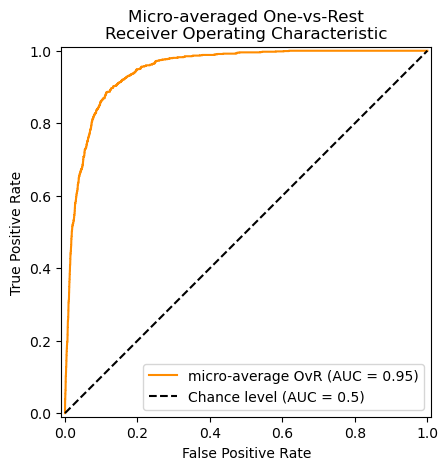 Micro-averaged One-vs-Rest
Receiver Operating Characteristic
True Positive Rate
1.0
0.8
0.6
0.4
0.2
0.0
micro-average OvR (AUC = 0.95)
Chance level (AUC = 0.5)
0.0 0.2 0.4 0.6 0.8 1.0
False Positive Rate